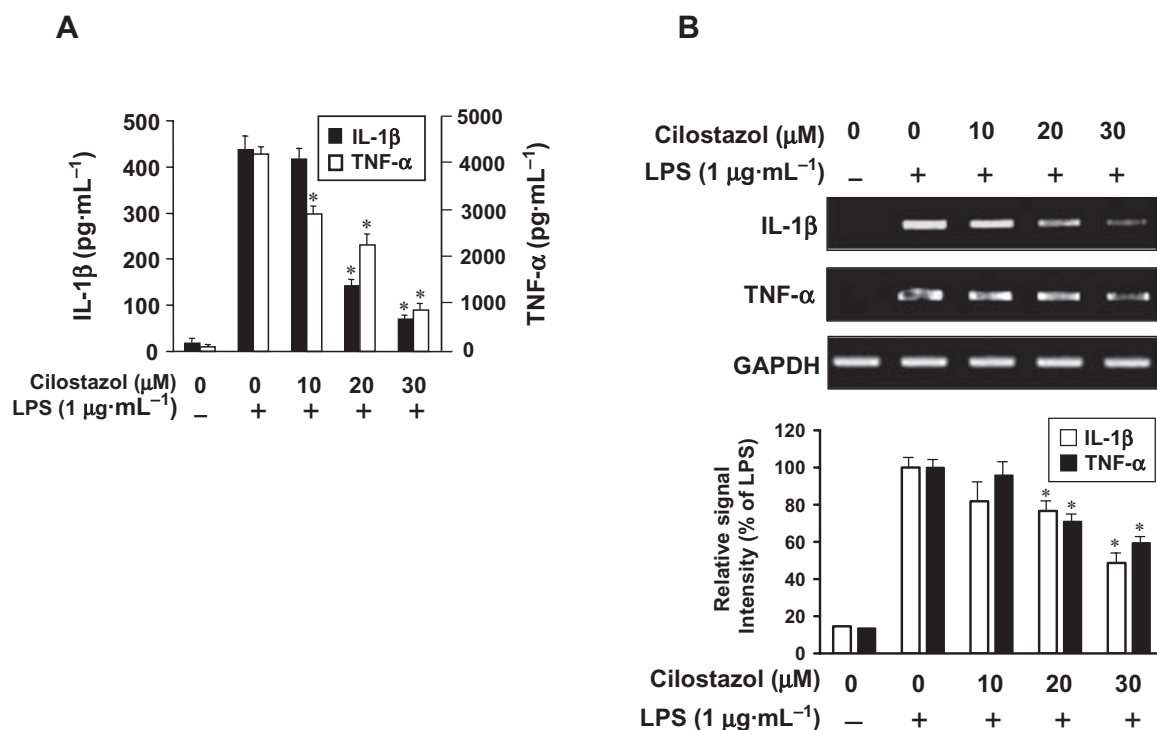 A
500
400
300
200
100
0
IL-1β (pg·mL⁻¹)
IL-1β
TNF-α
5000
4000
3000
2000
1000
0
TNF-α (pg·mL⁻¹)
* * * * *
Cilostazol (μM) 0 0 10 20 30
LPS (1 μg·mL⁻¹) – + + + +
B
Cilostazol (μM) 0 0 10 20 30
LPS (1 μg·mL⁻¹) – + + + +
IL-1β
TNF-α
GAPDH
120
100
80
60
40
20
0
Relative signal
Intensity (% of LPS)
IL-1β
TNF-α
* * * *
Cilostazol (μM) 0 0 10 20 30
LPS (1 μg·mL⁻¹) – + + + +